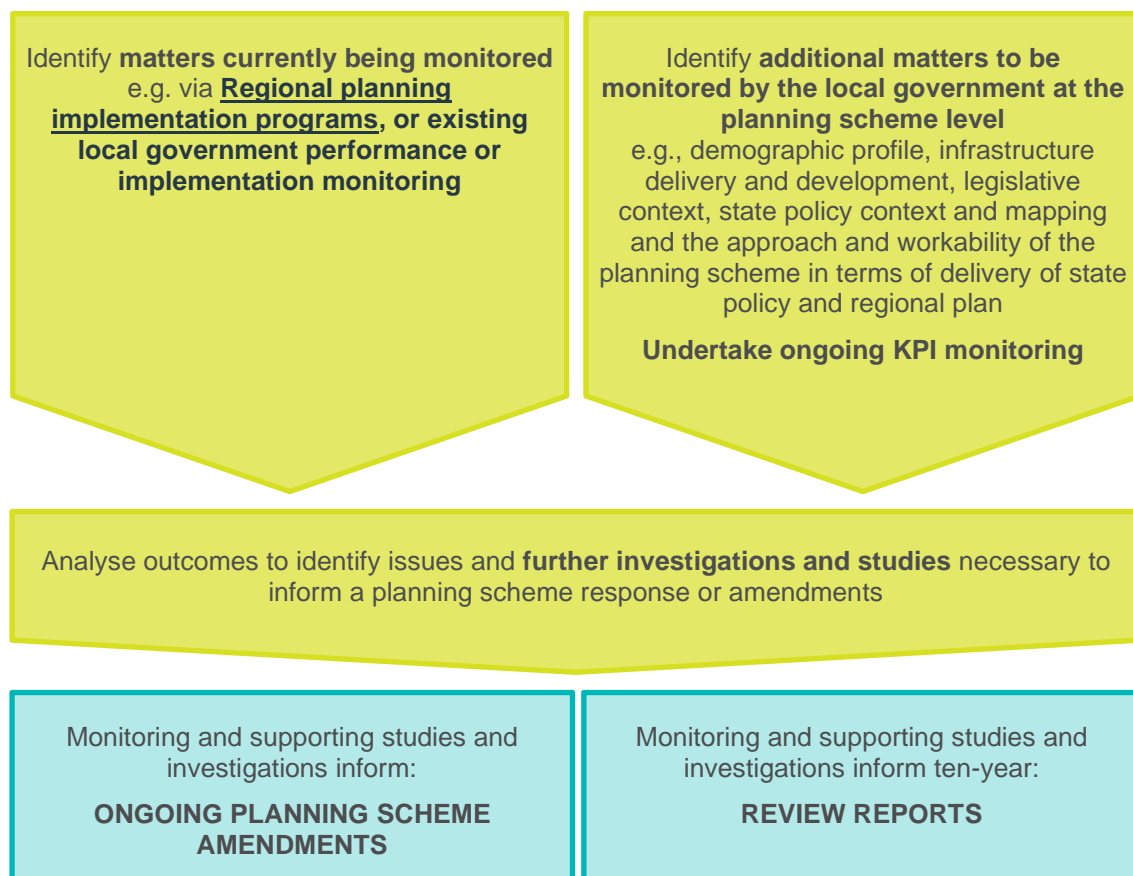 Identify matters currently being monitored
e.g. via Regional planning
implementation programs, or existing
local government performance or
implementation monitoring
Identify additional matters to be
monitored by the local government at the
planning scheme level
e.g., demographic profile, infrastructure
delivery and development, legislative
context, state policy context and mapping
and the approach and workability of the
planning scheme in terms of delivery of state
policy and regional plan
Undertake ongoing KPI monitoring
Analyse outcomes to identify issues and further investigations and studies necessary to
inform a planning scheme response or amendments
Monitoring and supporting studies and
investigations inform:
ONGOING PLANNING SCHEME
AMENDMENTS
Monitoring and supporting studies and
investigations inform ten-year:
REVIEW REPORTS